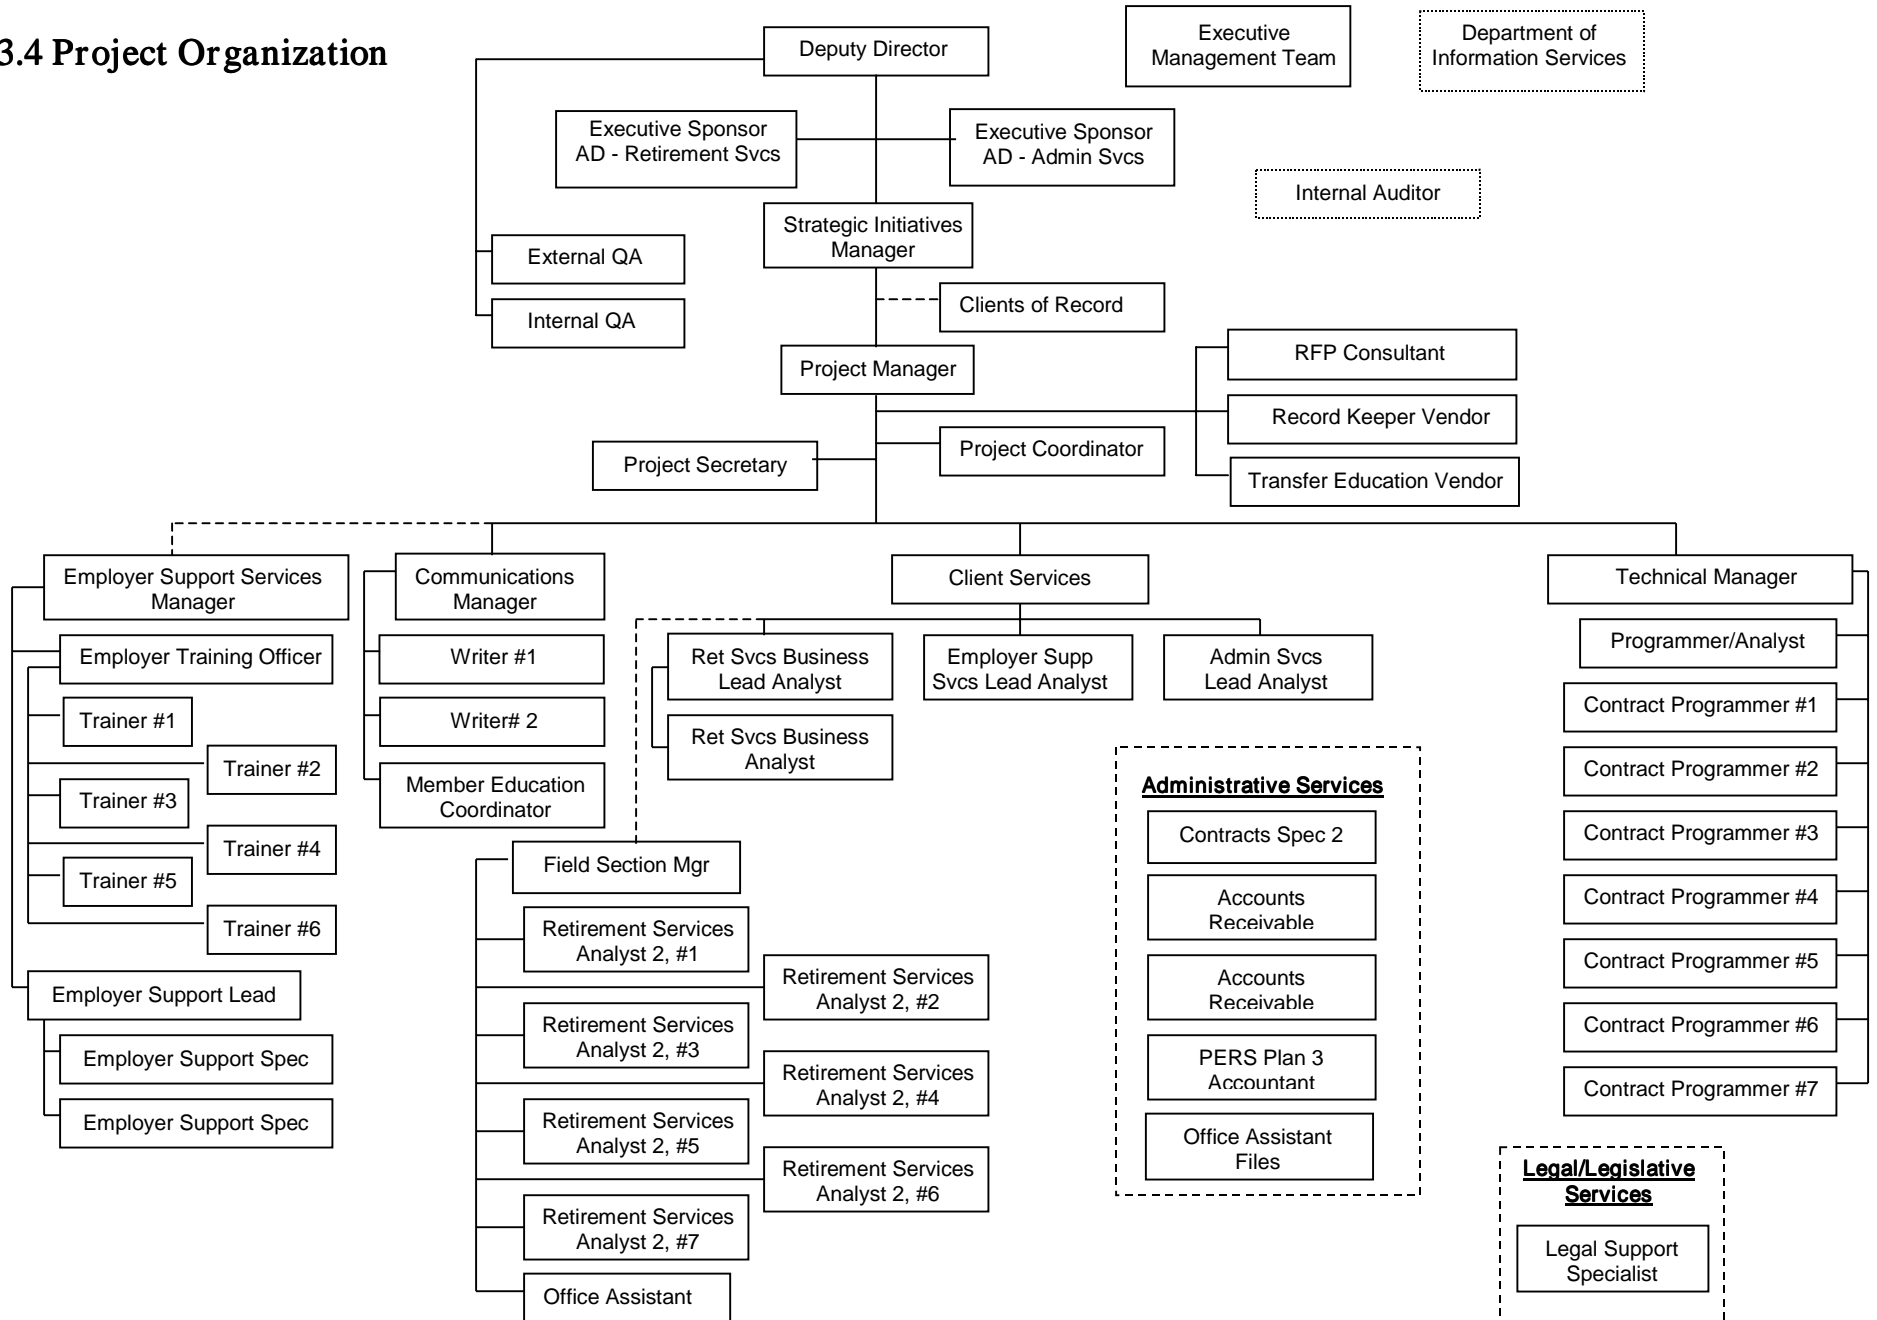 3.4 Project Organization
Deputy Director
Executive
Management Team
Department of
Information Services
Executive Sponsor
AD - Retirement Svcs
Executive Sponsor
AD - Admin Svcs
Internal Auditor
Strategic Initiatives
Manager
External QA
Internal QA
Clients of Record
Project Manager
RFP Consultant
Record Keeper Vendor
Transfer Education Vendor
Project Coordinator
Project Secretary
Employer Support Services
Manager
Employer Training Officer
Trainer #1
Trainer #2
Trainer #3
Trainer #4
Trainer #5
Trainer #6
Employer Support Lead
Employer Support Spec
Employer Support Spec
Communications
Manager
Writer #1
Writer# 2
Member Education
Coordinator
Client Services
Ret Svcs Business
Lead Analyst
Ret Svcs Business
Analyst
Employer Supp
Svcs Lead Analyst
Admin Svcs
Lead Analyst
Field Section Mgr
Retirement Services
Analyst 2, #1
Retirement Services
Analyst 2, #2
Retirement Services
Analyst 2, #3
Retirement Services
Analyst 2, #4
Retirement Services
Analyst 2, #5
Retirement Services
Analyst 2, #6
Retirement Services
Analyst 2, #7
Office Assistant
Administrative Services
Contracts Spec 2
Accounts
Receivable
Accounts
Receivable
PERS Plan 3
Accountant
Office Assistant
Files
Technical Manager
Programmer/Analyst
Contract Programmer #1
Contract Programmer #2
Contract Programmer #3
Contract Programmer #4
Contract Programmer #5
Contract Programmer #6
Contract Programmer #7
Legal/Legislative
Services
Legal Support
Specialist